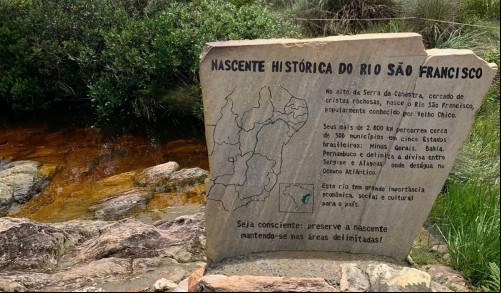 NASCENTE HISTÓRICA DO RIO SÃO FRANCISCO
No alto da Serra da Canastra, cercado de
cristas rochosas, nasce o Rio São Francisco,
popularmente conhecido por Velho Chico.
Seus mais de 2.800 km percorrem cerca
de 500 municípios em cinco Estados
brasileiros: Minas Gerais, Bahia,
Pernambuco e delimita a divisa entre
Sergipe e Alagoas onde deságua no
Oceano Atlântico.
Este rio tem grande importância
econômica, social e cultural
para o país.
Seja consciente: preserve a nascente
mantendo-se nas áreas delimitadas!